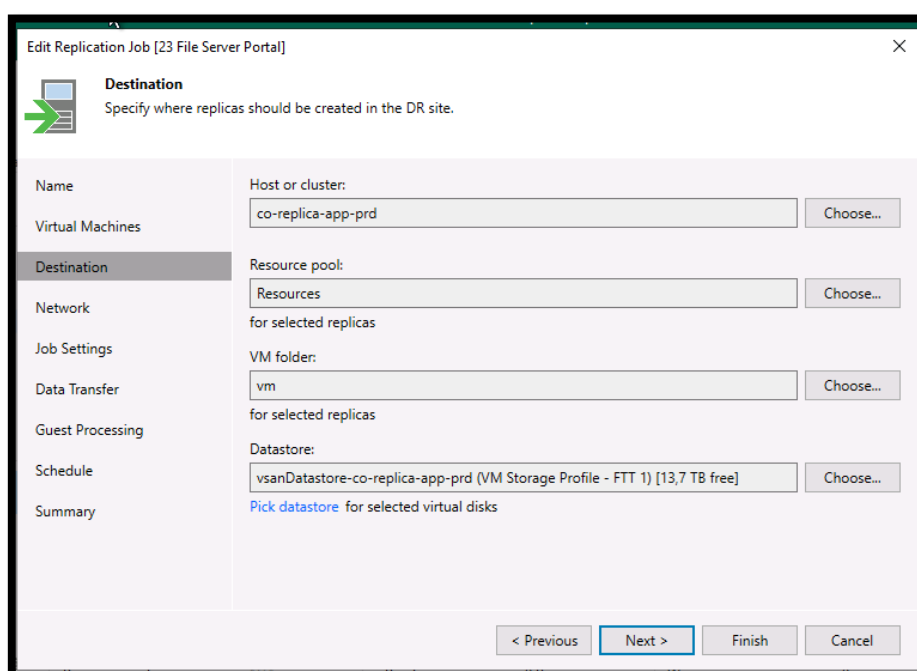 Edit Replication Job [23 File Server Portal]
Destination
Specify where replicas should be created in the DR site.
Name
Virtual Machines
Destination
Network
Job Settings
Data Transfer
Guest Processing
Schedule
Summary
Host or cluster:
co-replica-app-prd
Choose...
Resource pool:
Resources
Choose...
for selected replicas
VM folder:
vm
Choose...
for selected replicas
Datastore:
vsanDatastore-co-replica-app-prd (VM Storage Profile - FTT 1) [13,7 TB free]
Choose...
Pick datastore for selected virtual disks
< Previous
Next >
Finish
Cancel